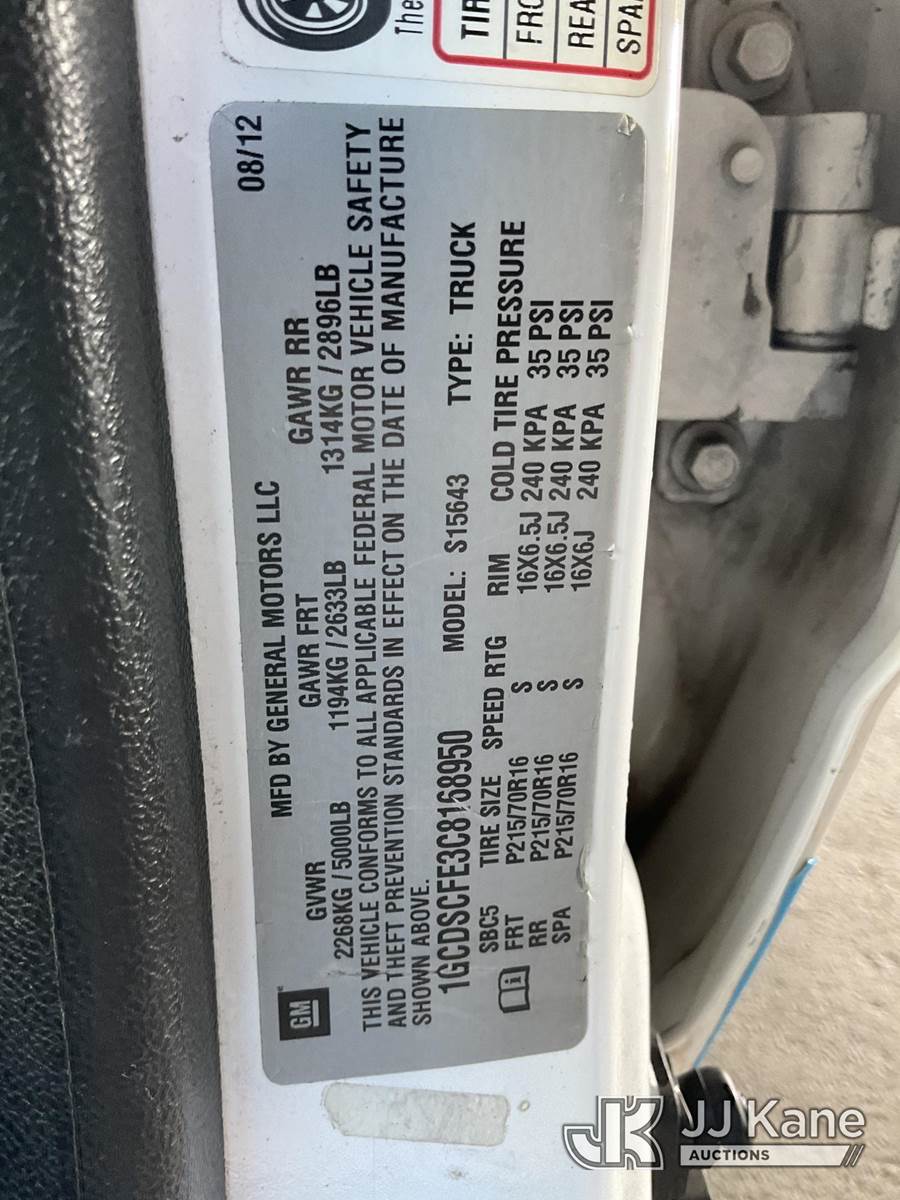 The
TIR
FRO
REA
SPA
MFD BY GENERAL MOTORS LLC 08/12
GVWR GAWR FRT GAWR RR
2268KG / 5000LB 1194KG / 2633LB 1314KG / 2896LB
THIS VEHICLE CONFORMS TO ALL APPLICABLE FEDERAL MOTOR VEHICLE SAFETY
AND THEFT PREVENTION STANDARDS IN EFFECT ON THE DATE OF MANUFACTURE
SHOWN ABOVE.
1GCDSCFE3C8168950 MODEL: S15643 TYPE: TRUCK
SBC5 TIRE SIZE SPEED RTG RIM COLD TIRE PRESSURE
FRT P215/70R16 S 16X6.5J 240 KPA 35 PSI
RR P215/70R16 S 16X6.5J 240 KPA 35 PSI
SPA P215/70R16 S 16X6J 240 KPA 35 PSI
GM
i
JK JJ Kane
AUCTIONS